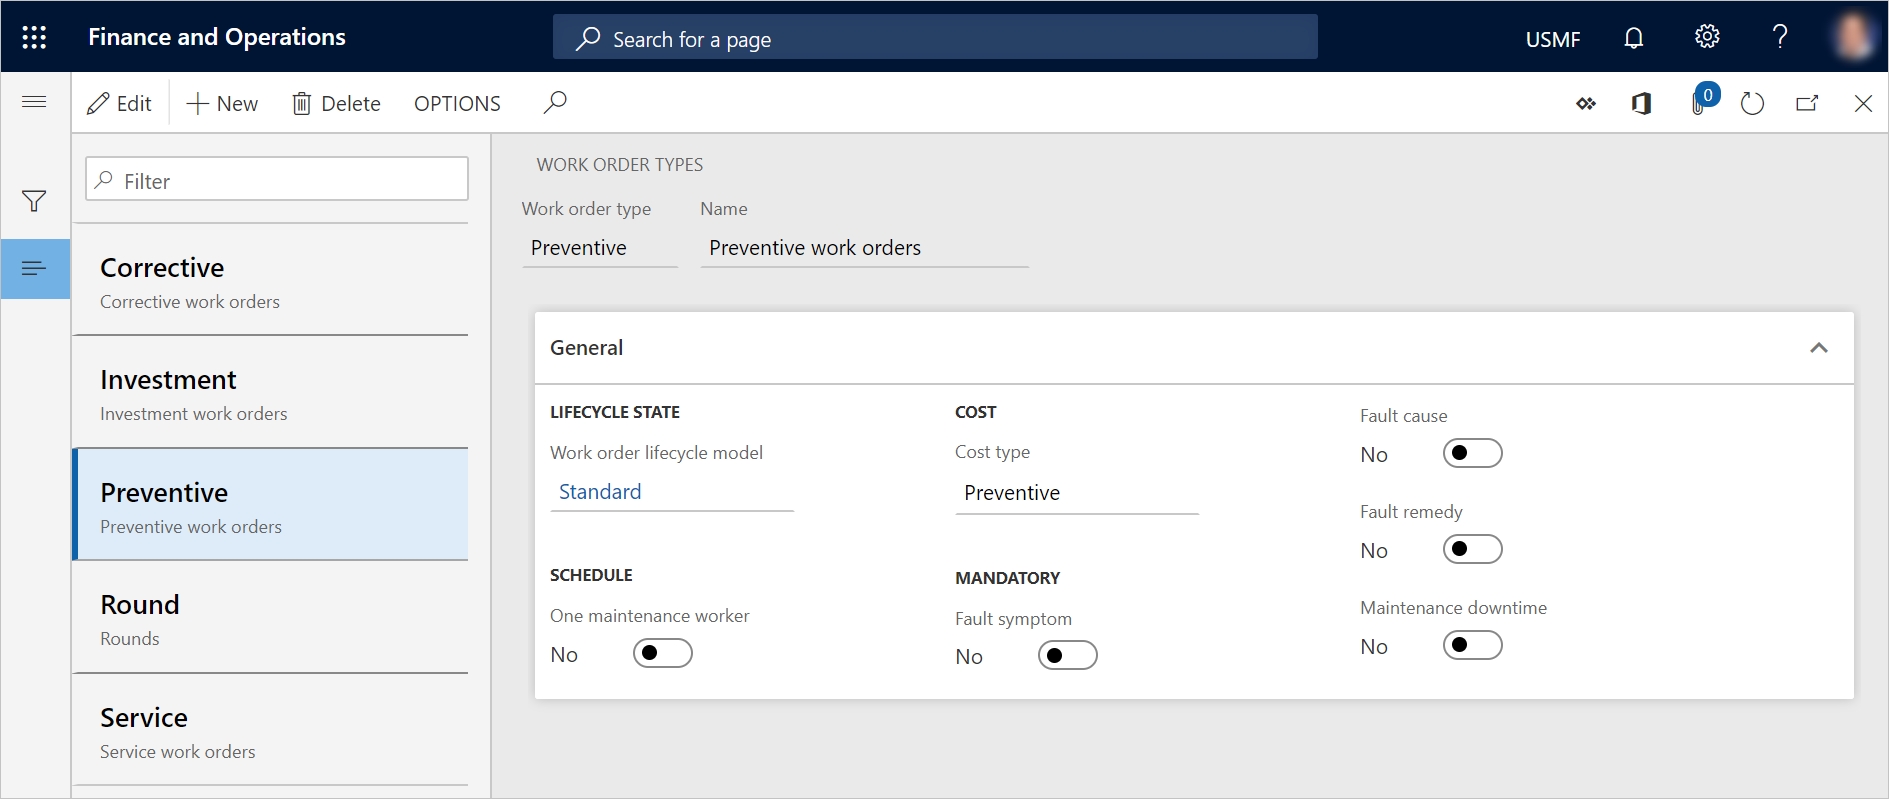 Finance and Operations
Search for a page
USMF
Edit
New
Delete
OPTIONS
0
Filter
Corrective
Corrective work orders
Investment
Investment work orders
Preventive
Preventive work orders
Round
Rounds
Service
Service work orders
WORK ORDER TYPES
Work order type
Name
Preventive
Preventive work orders
General
LIFECYCLE STATE
Work order lifecycle model
Standard
SCHEDULE
One maintenance worker
No
COST
Cost type
Preventive
MANDATORY
Fault symptom
No
Fault cause
No
Fault remedy
No
Maintenance downtime
No